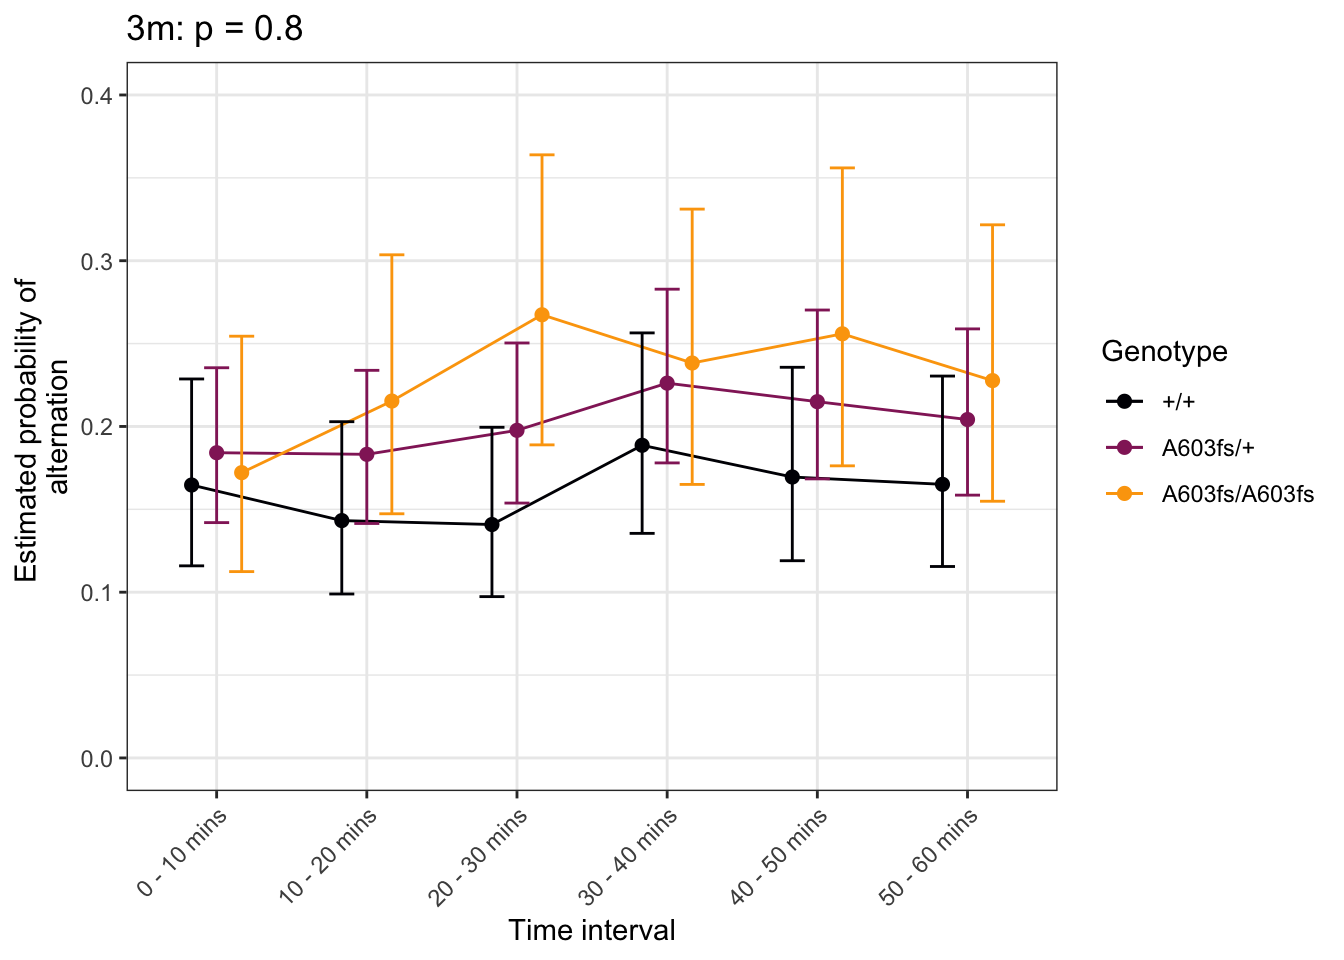 3m: p = 0.8
Estimated probability of
alternation
0.4
0.3
0.2
0.1
0.0
0 - 10 mins
10 - 20 mins
20 - 30 mins
30 - 40 mins
40 - 50 mins
50 - 60 mins
Time interval
Genotype
+/+
A603fs/+
A603fs/A603fs